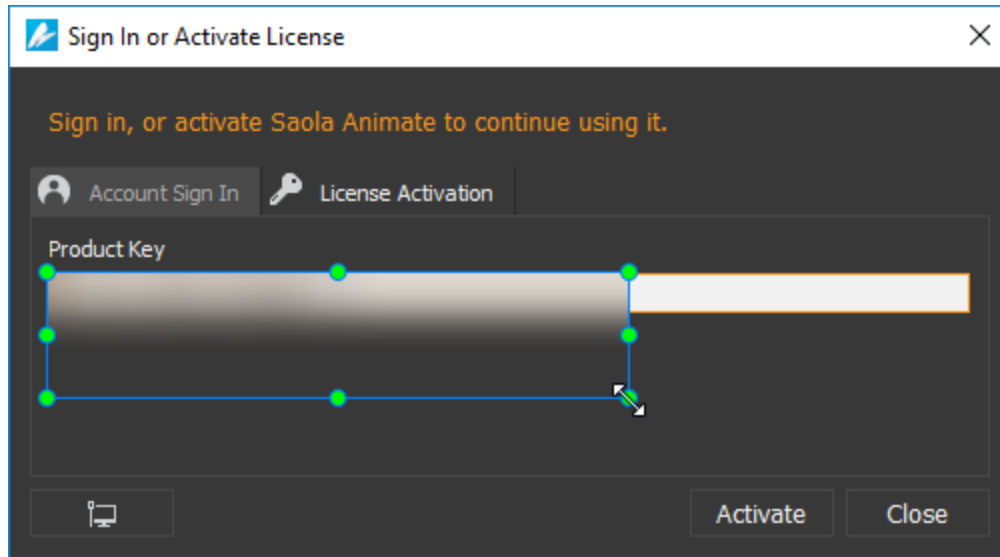 Sign In or Activate License
Sign in, or activate Saola Animate to continue using it.
Account Sign In
License Activation
Product Key
Activate
Close